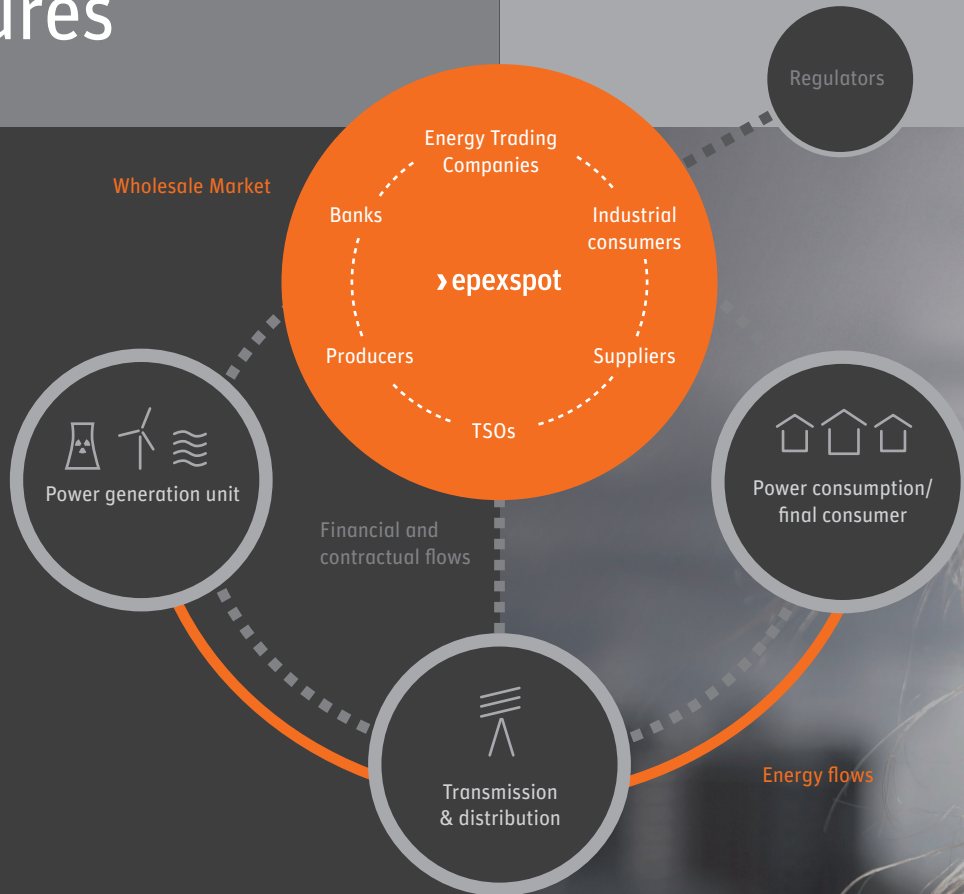 Regulators
Energy Trading
Companies
Wholesale Market
Banks
Industrial
consumers
epexspot
Producers
Suppliers
TSOs
Power generation unit
Power consumption/
final consumer
Financial and
contractual flows
Transmission
& distribution
Energy flows